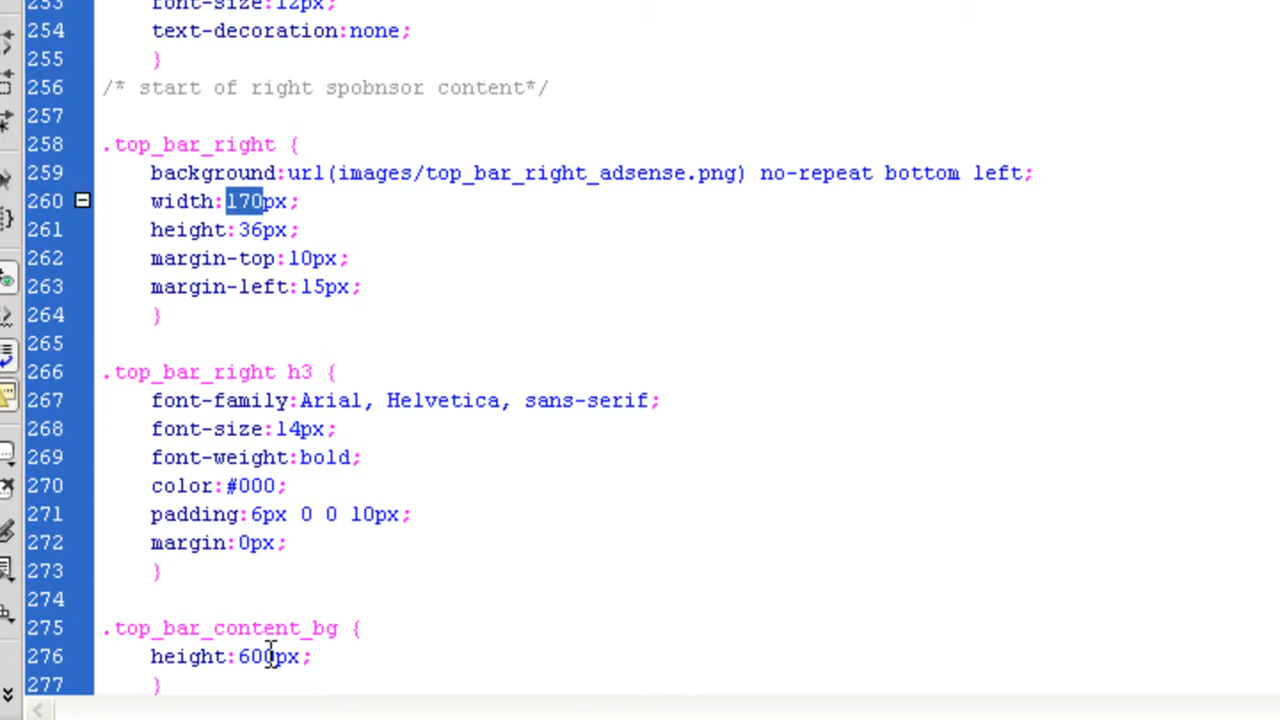 253 font-size:12px;
254 text-decoration:none;
255 }
256 /* start of right spobnsor content*/
257
258 .top_bar_right {
259 background:url(images/top_bar_right_adsense.png) no-repeat bottom left;
260 width:170px;
261 height:36px;
262 margin-top:10px;
263 margin-left:15px;
264 }
265
266 .top_bar_right h3 {
267 font-family:Arial, Helvetica, sans-serif;
268 font-size:14px;
269 font-weight:bold;
270 color:#000;
271 padding:6px 0 0 10px;
272 margin:0px;
273 }
274
275 .top_bar_content_bg {
276 height:600px;
277 }